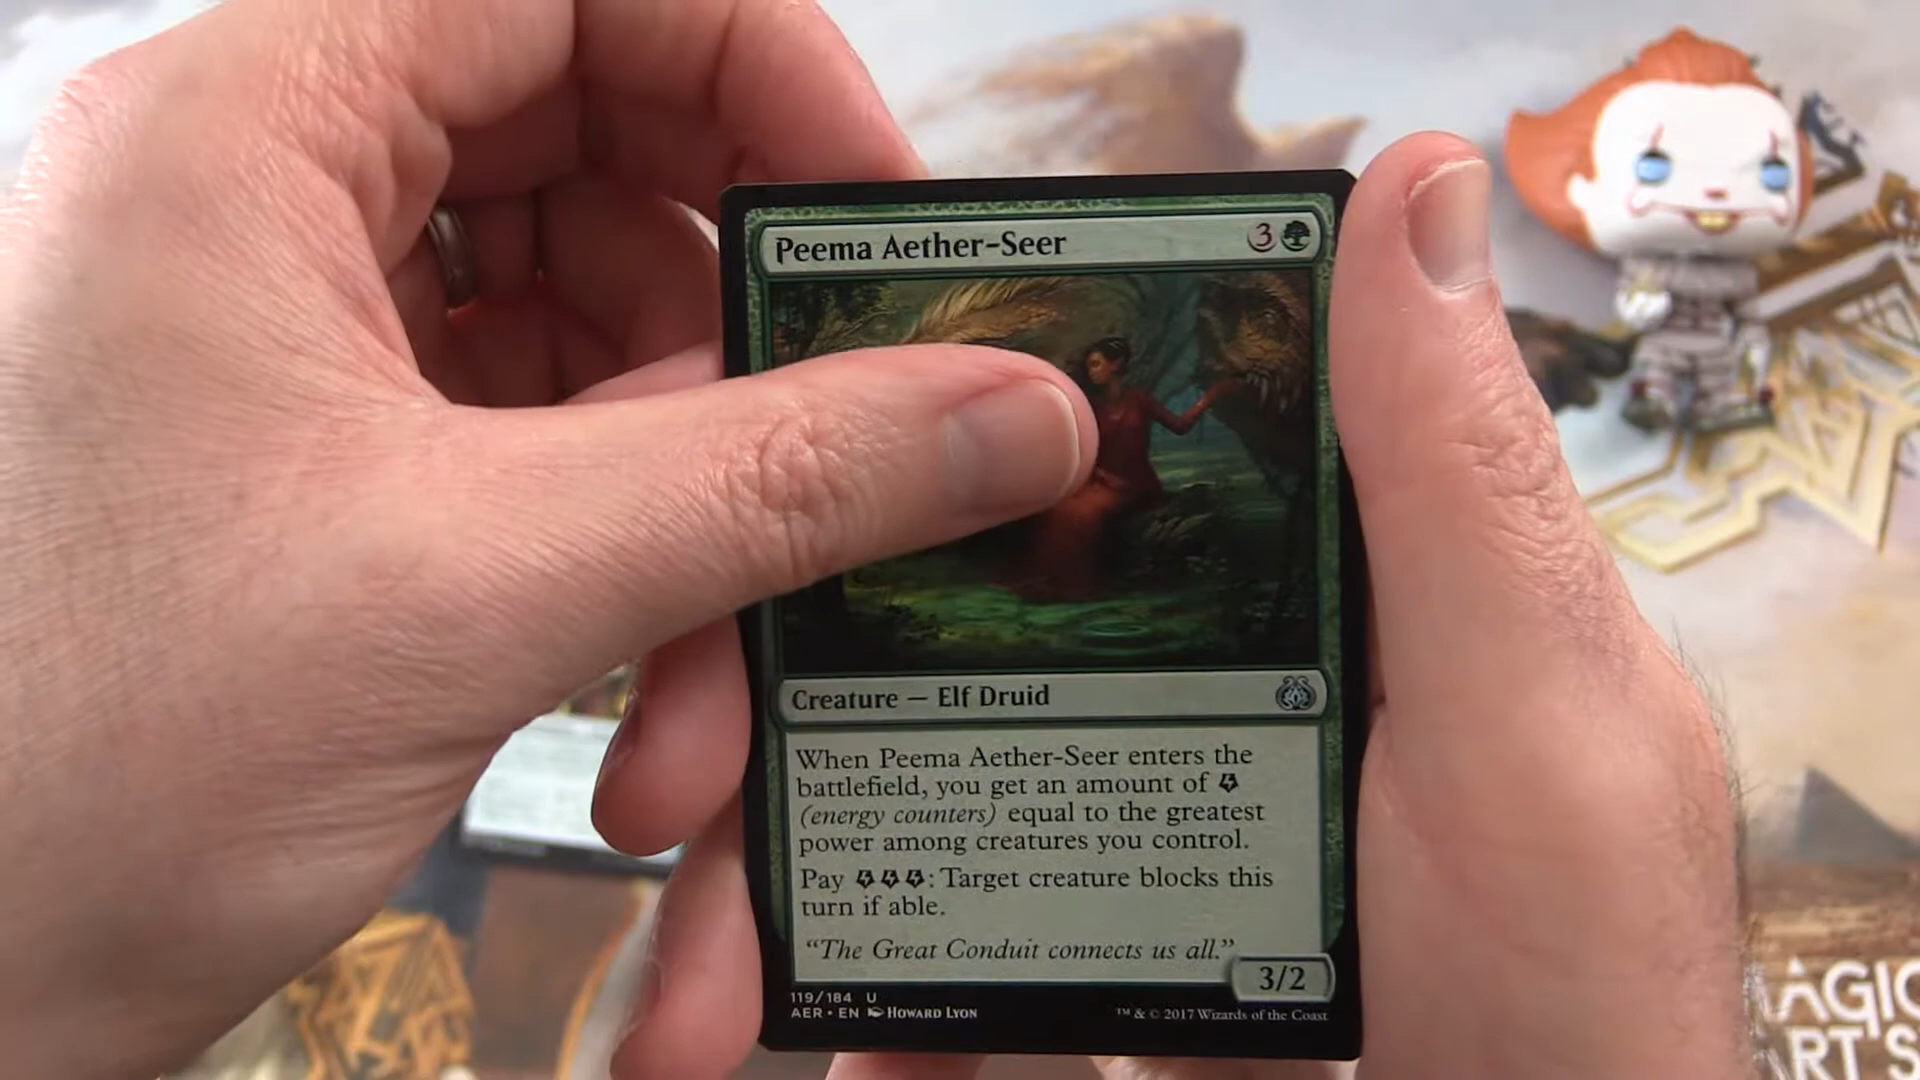 Peema Aether-Seer
3
Creature — Elf Druid
When Peema Aether-Seer enters the
battlefield, you get an amount of
(energy counters) equal to the greatest
power among creatures you control.
Pay : Target creature blocks this
turn if able.
“The Great Conduit connects us all.”
3/2
119/184 U
AER • EN Howard Lyon
™ & © 2017 Wizards of the Coast
AGIC
ART S